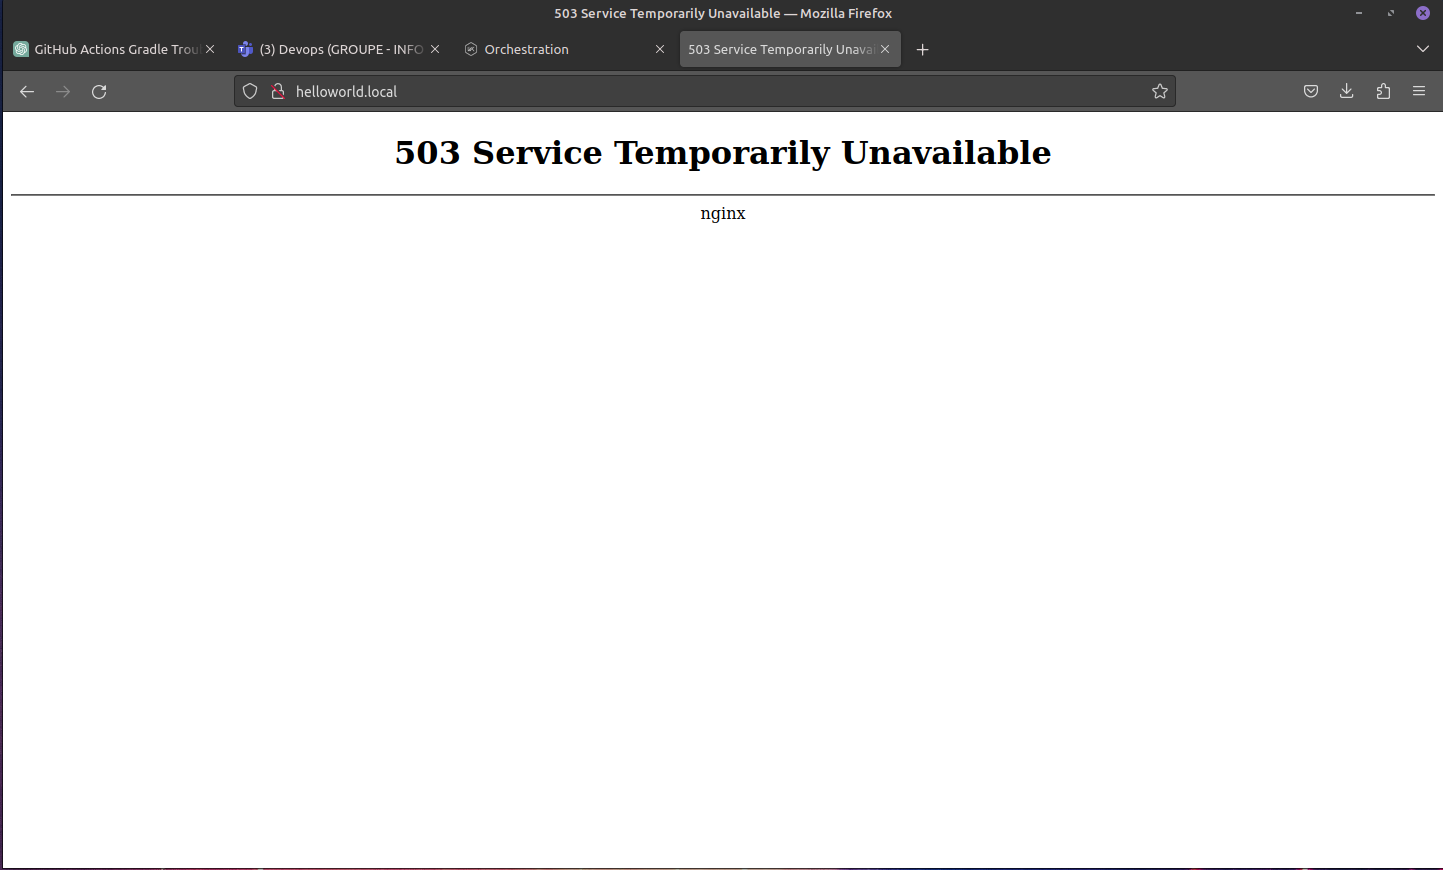 503 Service Temporarily Unavailable — Mozilla Firefox
GitHub Actions Gradle Trou
(3) Devops (GROUPE - INFO
Orchestration
503 Service Temporarily Unavai
helloworld.local
503 Service Temporarily Unavailable
nginx